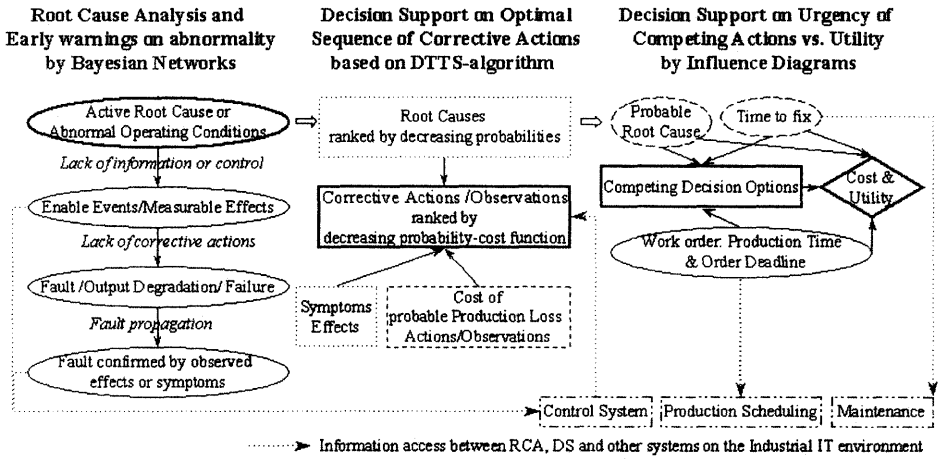 Root Cause Analysis and
Early warnings on abnormality
by Bayesian Networks
Active Root Cause or
Abnormal Operating Conditions
Lack of information or control
Enable Events/Measurable Effects
Lack of corrective actions
Fault /Output Degradation/ Failure
Fault propagation
Fault confirmed by observed
effects or symptoms
Decision Support on Optimal
Sequence of Corrective Actions
based on DTTS-algorithm
Root Causes
ranked by decreasing probabilities
Corrective Actions /Observations
ranked by
decreasing probability-cost function
Symptoms
Effects
Cost of
probable Production Loss
Actions/Observations
Decision Support on Urgency of
Competing Actions vs. Utility
by Influence Diagrams
Probable
Root Cause
Time to fix
Competing Decision Options
Cost &
Utility
Work order: Production Time
& Order Deadline
Control System
Production Scheduling
Maintenance
Information access between RCA, DS and other systems on the Industrial IT environment